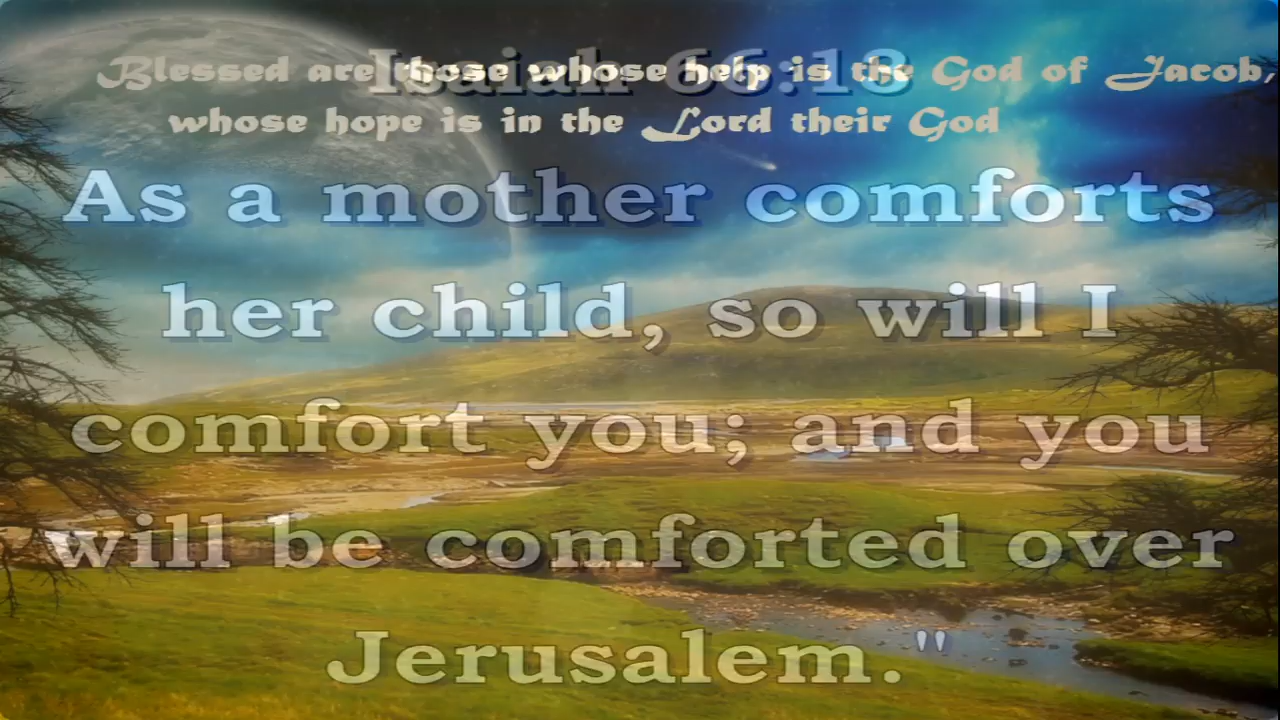 Isaiah 66:13
Blessed are those whose help is the God of Jacob,
whose hope is in the Lord their God
As a mother comforts
her child, so will I
comfort you; and you
will be comforted over
Jerusalem."